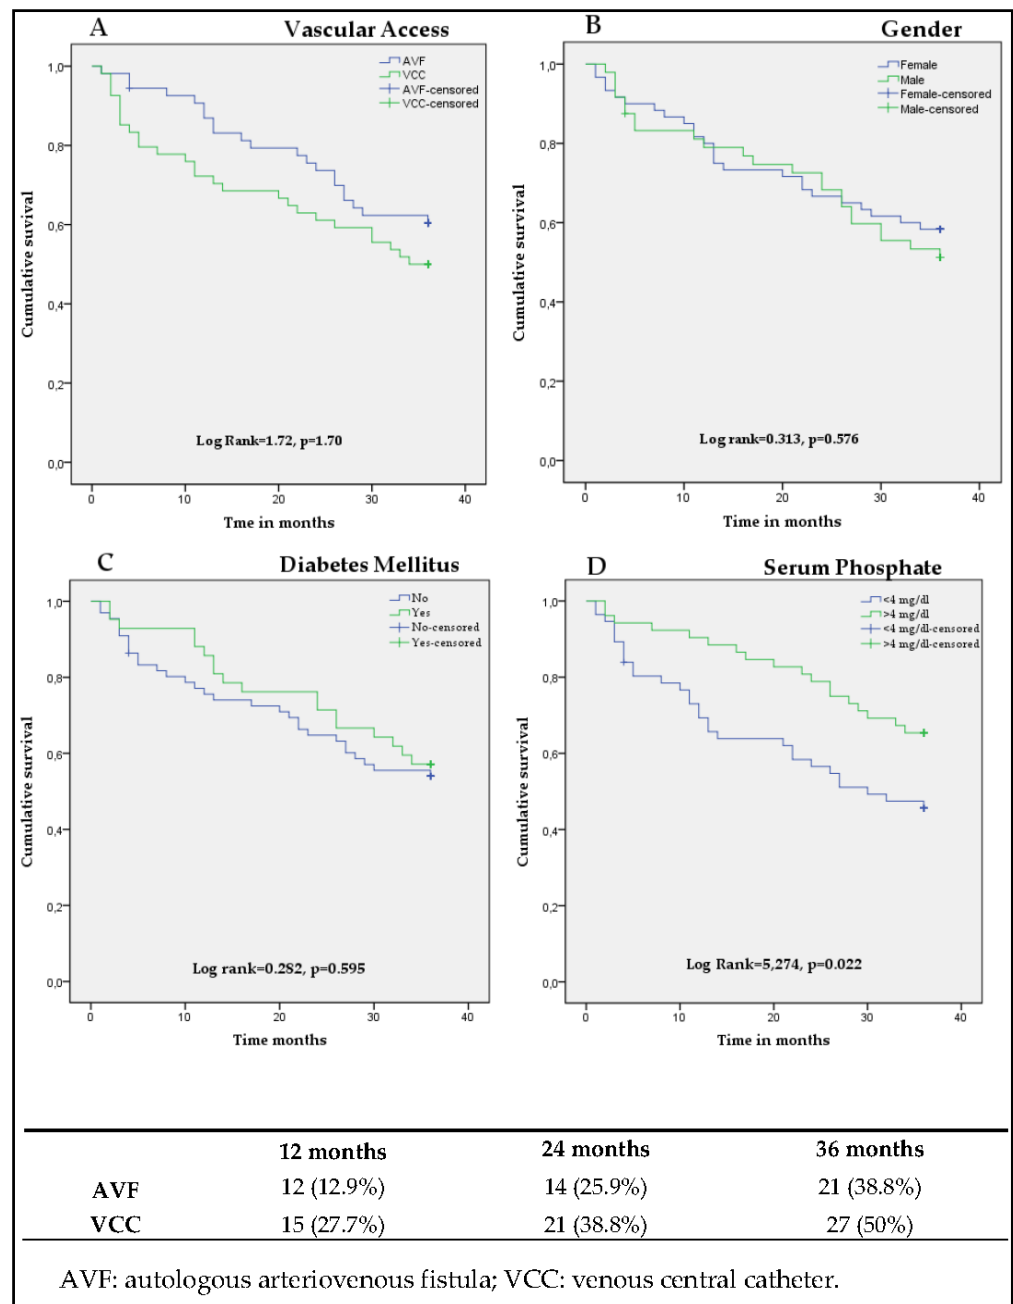 A
Vascular Access
AVF
VCC
AVF-censored
VCC-censored
1,0
0,8
0,6
0,4
0,2
0,0
Cumulative survival
Log Rank=1.72, p=1.70
0 10 20 30 40
Tme in months
B
Gender
Female
Male
Female-censored
Male-censored
1,0
0,8
0,6
0,4
0,2
0,0
Cumulative survival
Log rank=0.313, p=0.576
0 10 20 30 40
Time in months
C
Diabetes Mellitus
No
Yes
No-censored
Yes-censored
1,0
0,8
0,6
0,4
0,2
0,0
Cumulative survival
Log rank=0.282, p=0.595
0 10 20 30 40
Time months
D
Serum Phosphate
<4 mg/dl
>4 mg/dl
<4 mg/dl-censored
>4 mg/dl-censored
1,0
0,8
0,6
0,4
0,2
0,0
Cumulative survival
Log Rank=5,274, p=0.022
0 10 20 30 40
Time in months
12 months 24 months 36 months
AVF 12 (12.9%) 14 (25.9%) 21 (38.8%)
VCC 15 (27.7%) 21 (38.8%) 27 (50%)
AVF: autologous arteriovenous fistula; VCC: venous central catheter.